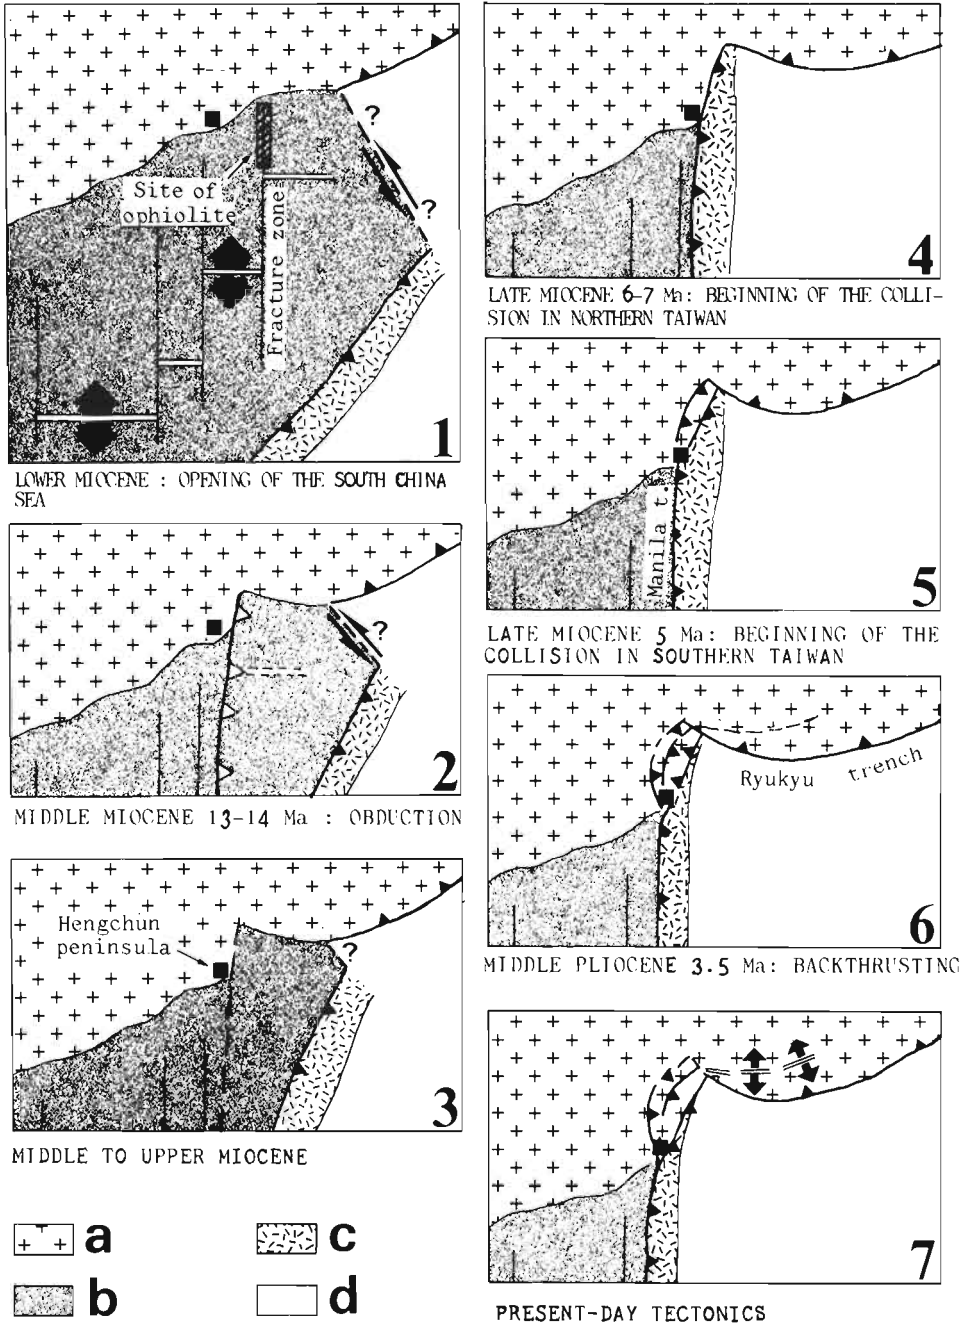 ?
?
Site of
ophiolite
Fracture zone
1
LOWER MIOCENE : OPENING OF THE SOUTH CHINA
SEA
?
2
MIDDLE MIOCENE 13-14 Ma : OBDUCTION
Hengchun
peninsula
?
3
MIDDLE TO UPPER MIOCENE
a
c
b
d
4
LATE MIOCENE 6-7 Ma: BEGINNING OF THE COLLI-
SION IN NORTHERN TAIWAN
Manila t.
5
LATE MIOCENE 5 Ma: BEGINNING OF THE
COLLISION IN SOUTHERN TAIWAN
Ryukyu trench
6
MIDDLE PLIOCENE 3.5 Ma: BACKTHRUSTING
7
PRESENT-DAY TECTONICS